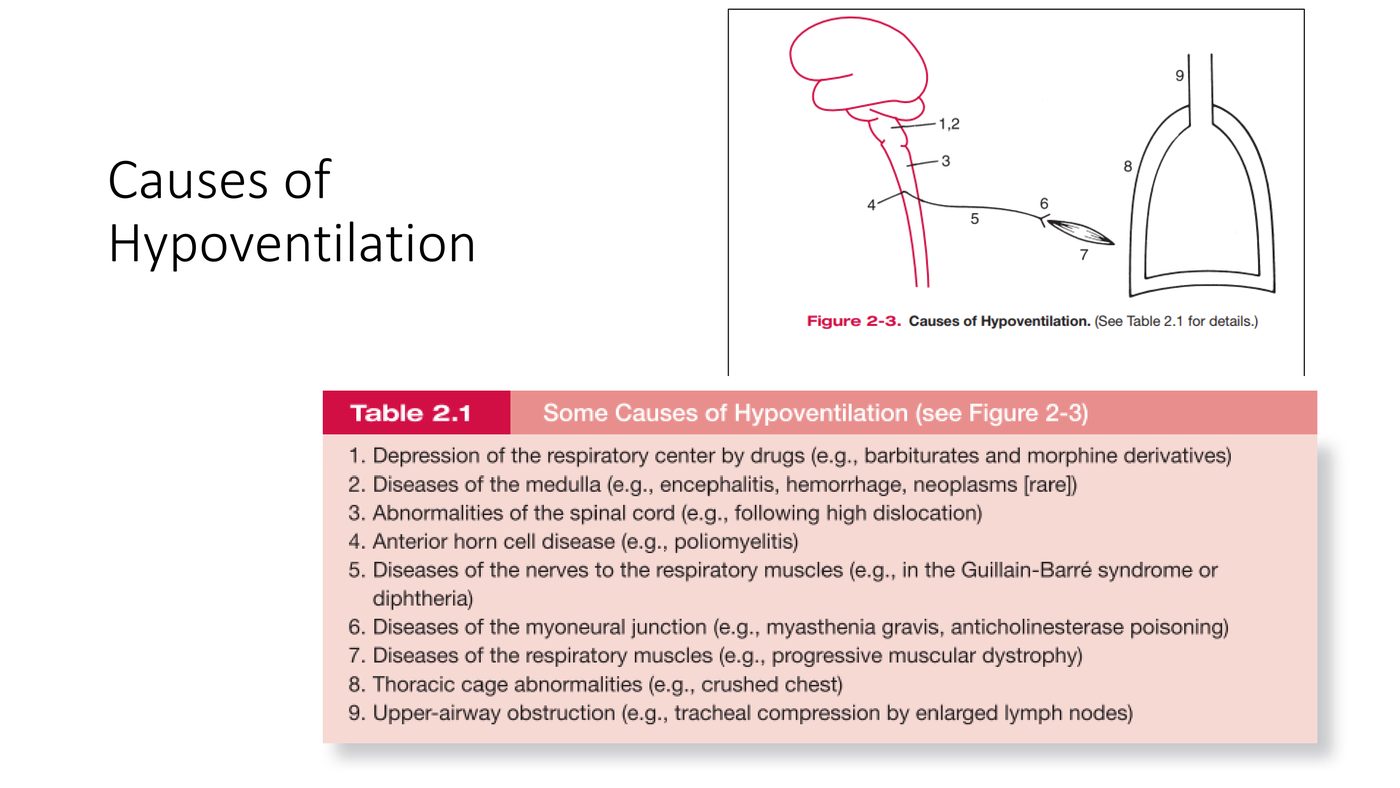 Causes of
Hypoventilation
9
1,2
8
3
4
6
5
7
Figure 2-3. Causes of Hypoventilation. (See Table 2.1 for details.)
Table 2.1 Some Causes of Hypoventilation (see Figure 2-3)
1. Depression of the respiratory center by drugs (e.g., barbiturates and morphine derivatives)
2. Diseases of the medulla (e.g., encephalitis, hemorrhage, neoplasms [rare])
3. Abnormalities of the spinal cord (e.g., following high dislocation)
4. Anterior horn cell disease (e.g., poliomyelitis)
5. Diseases of the nerves to the respiratory muscles (e.g., in the Guillain-Barré syndrome or
diphtheria)
6. Diseases of the myoneural junction (e.g., myasthenia gravis, anticholinesterase poisoning)
7. Diseases of the respiratory muscles (e.g., progressive muscular dystrophy)
8. Thoracic cage abnormalities (e.g., crushed chest)
9. Upper-airway obstruction (e.g., tracheal compression by enlarged lymph nodes)